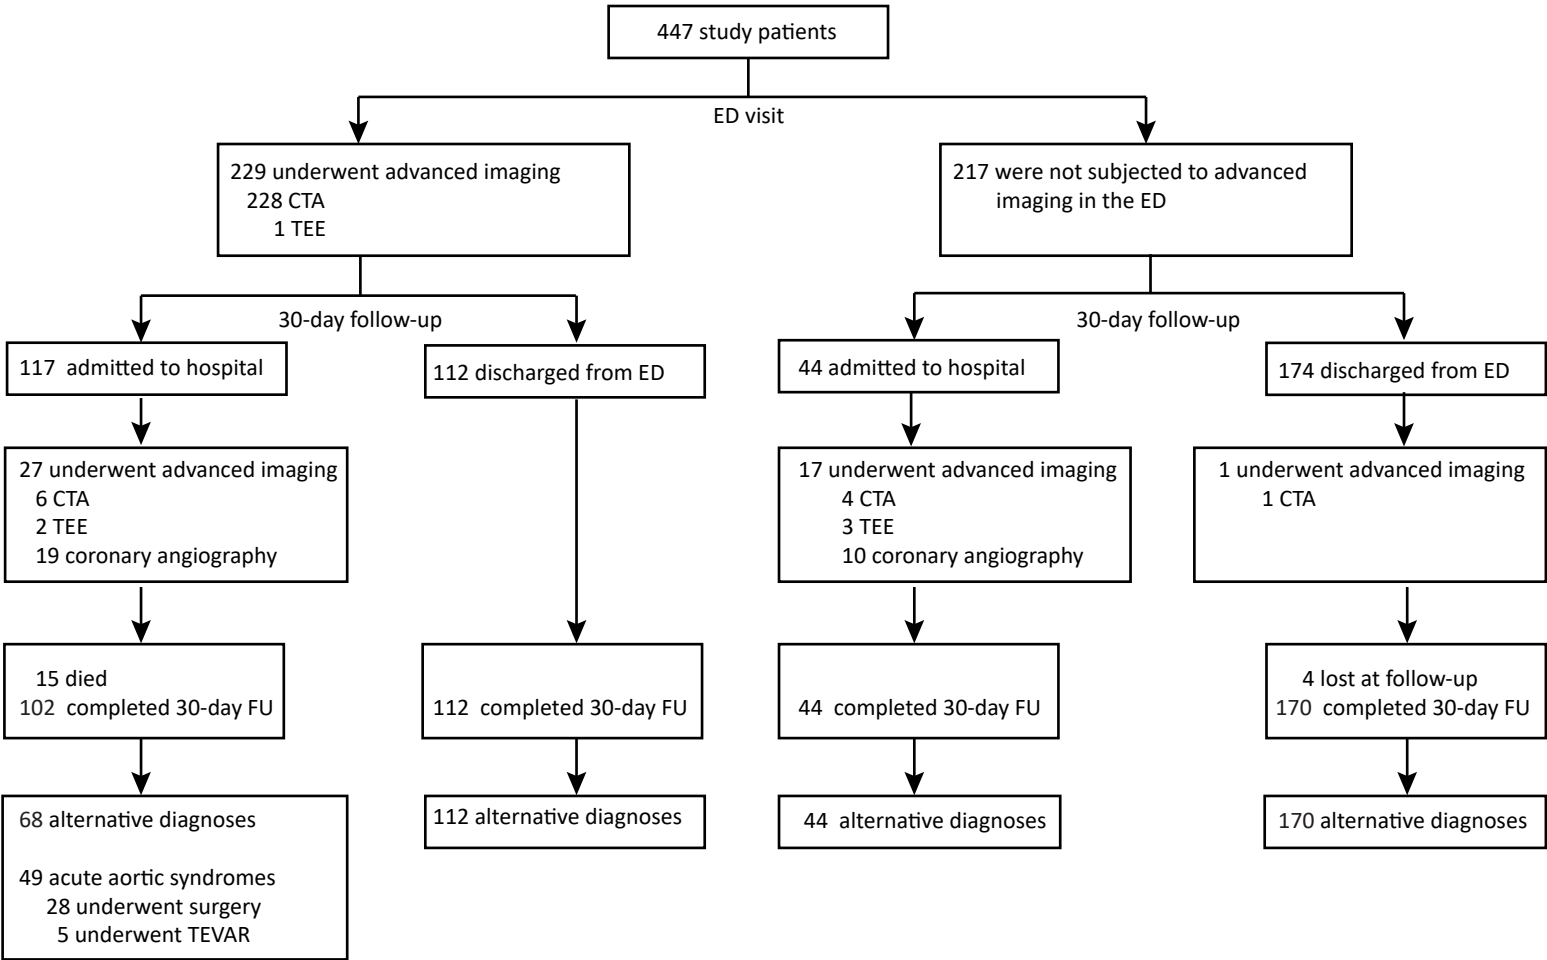 447 study patients
ED visit
229 underwent advanced imaging
228 CTA
1 TEE
217 were not subjected to advanced
imaging in the ED
30-day follow-up
30-day follow-up
117 admitted to hospital
112 discharged from ED
44 admitted to hospital
174 discharged from ED
27 underwent advanced imaging
6 CTA
2 TEE
19 coronary angiography
17 underwent advanced imaging
4 CTA
3 TEE
10 coronary angiography
1 underwent advanced imaging
1 CTA
15 died
102 completed 30-day FU
112 completed 30-day FU
44 completed 30-day FU
4 lost at follow-up
170 completed 30-day FU
68 alternative diagnoses
49 acute aortic syndromes
28 underwent surgery
5 underwent TEVAR
112 alternative diagnoses
44 alternative diagnoses
170 alternative diagnoses